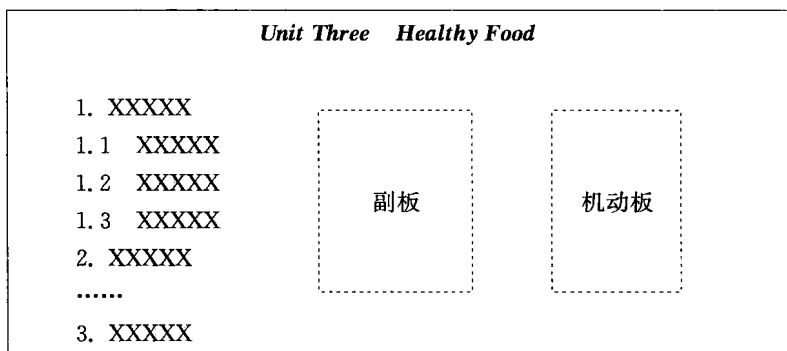 Unit Three Healthy Food
1. XXXXX
1.1 XXXXX
1.2 XXXXX
1.3 XXXXX
2. XXXXX
……
3. XXXXX
副板
机动板